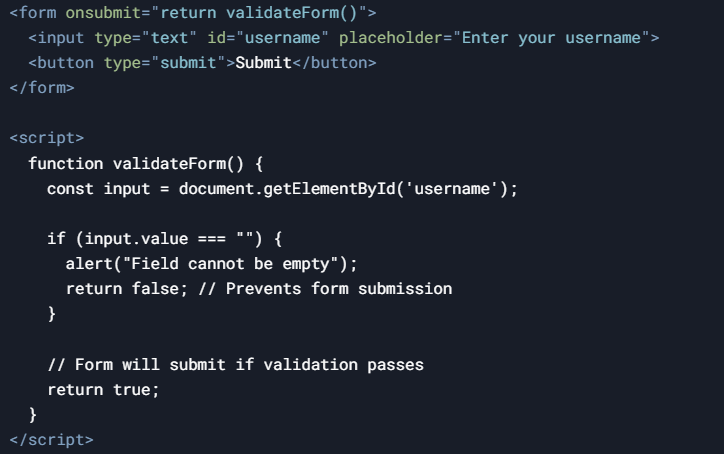 <form onsubmit="return validateForm()">
  <input type="text" id="username" placeholder="Enter your username">
  <button type="submit">Submit</button>
</form>

<script>
  function validateForm() {
    const input = document.getElementById('username');

    if (input.value === "") {
      alert("Field cannot be empty");
      return false; // Prevents form submission
    }

    // Form will submit if validation passes
    return true;
  }
</script>